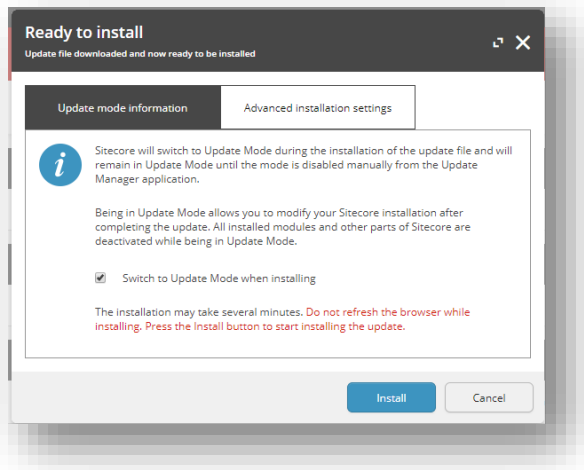 Ready to install
Update file downloaded and now ready to be installed
Update mode information
Advanced installation settings
Sitecore will switch to Update Mode during the installation of the update file and will
remain in Update Mode until the mode is disabled manually from the Update
Manager application.
Being in Update Mode allows you to modify your Sitecore installation after
completing the update. All installed modules and other parts of Sitecore are
deactivated while being in Update Mode.
Switch to Update Mode when installing
The installation may take several minutes. Do not refresh the browser while
installing. Press the Install button to start installing the update.
Install
Cancel